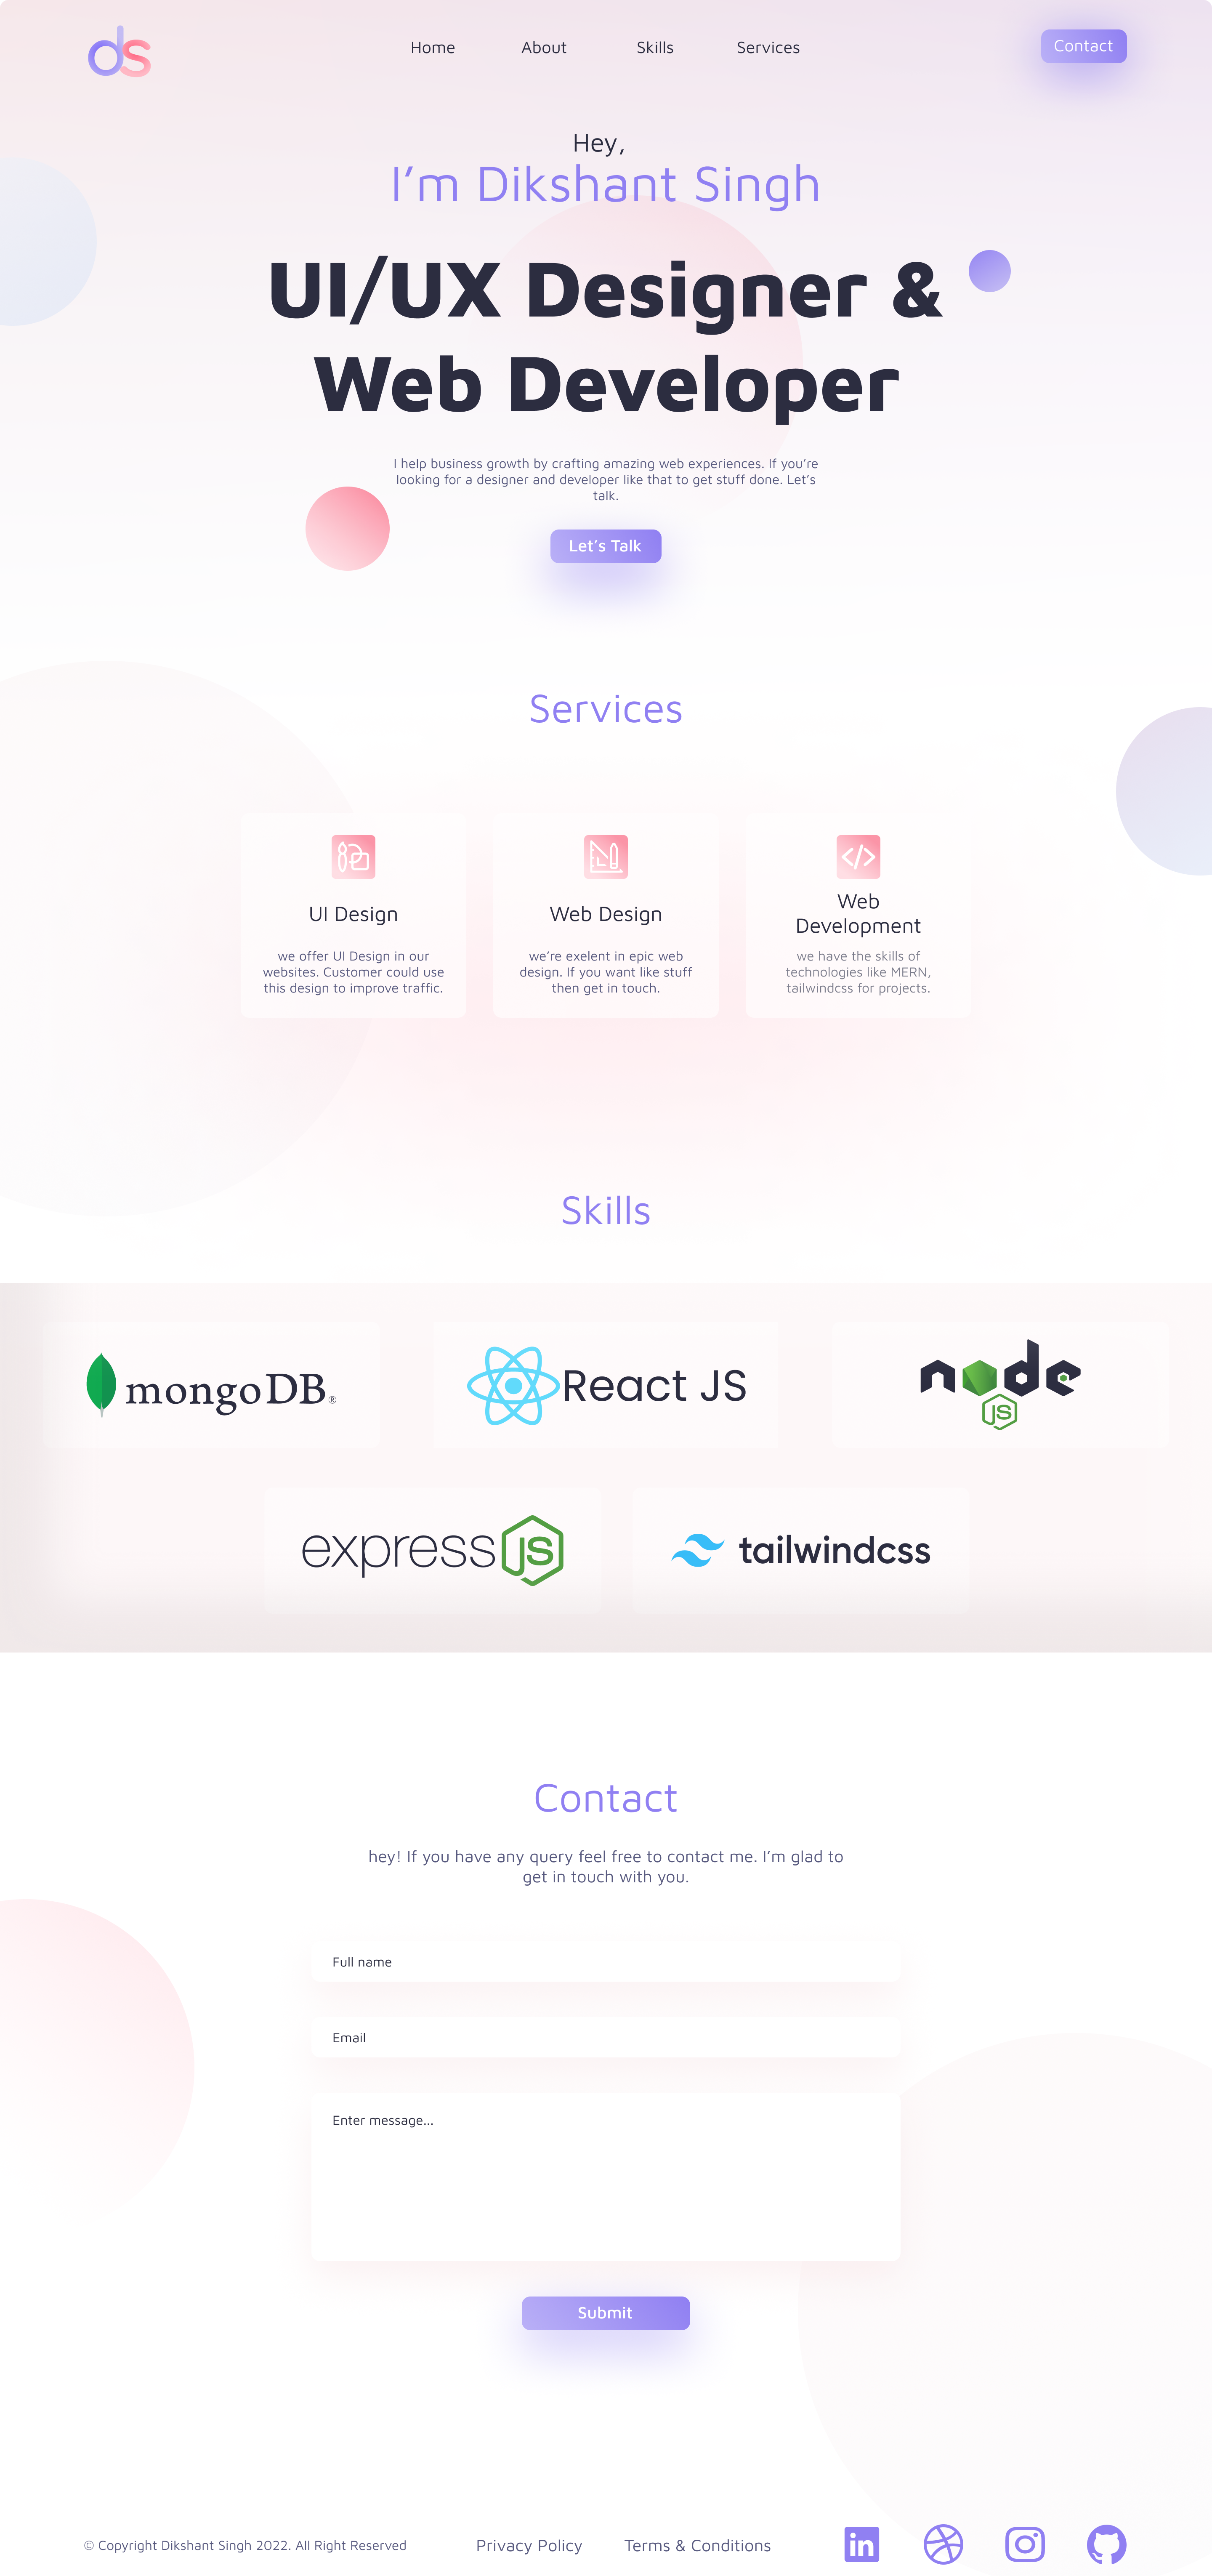 ds
Home
About
Skills
Services
Contact
Hey,
I’m Dikshant Singh
UI/UX Designer &
Web Developer
I help business growth by crafting amazing web experiences. If you’re
looking for a designer and developer like that to get stuff done. Let’s
talk.
Let’s Talk
Services
UI Design
we offer UI Design in our
websites. Customer could use
this design to improve traffic.
Web Design
we’re exelent in epic web
design. If you want like stuff
then get in touch.
Web
Development
we have the skills of
technologies like MERN,
tailwindcss for projects.
Skills
mongoDB®
React JS
node
JS
express JS
tailwindcss
Contact
hey! If you have any query feel free to contact me. I’m glad to
get in touch with you.
Full name
Email
Enter message...
Submit
© Copyright Dikshant Singh 2022. All Right Reserved
Privacy Policy
Terms & Conditions
in